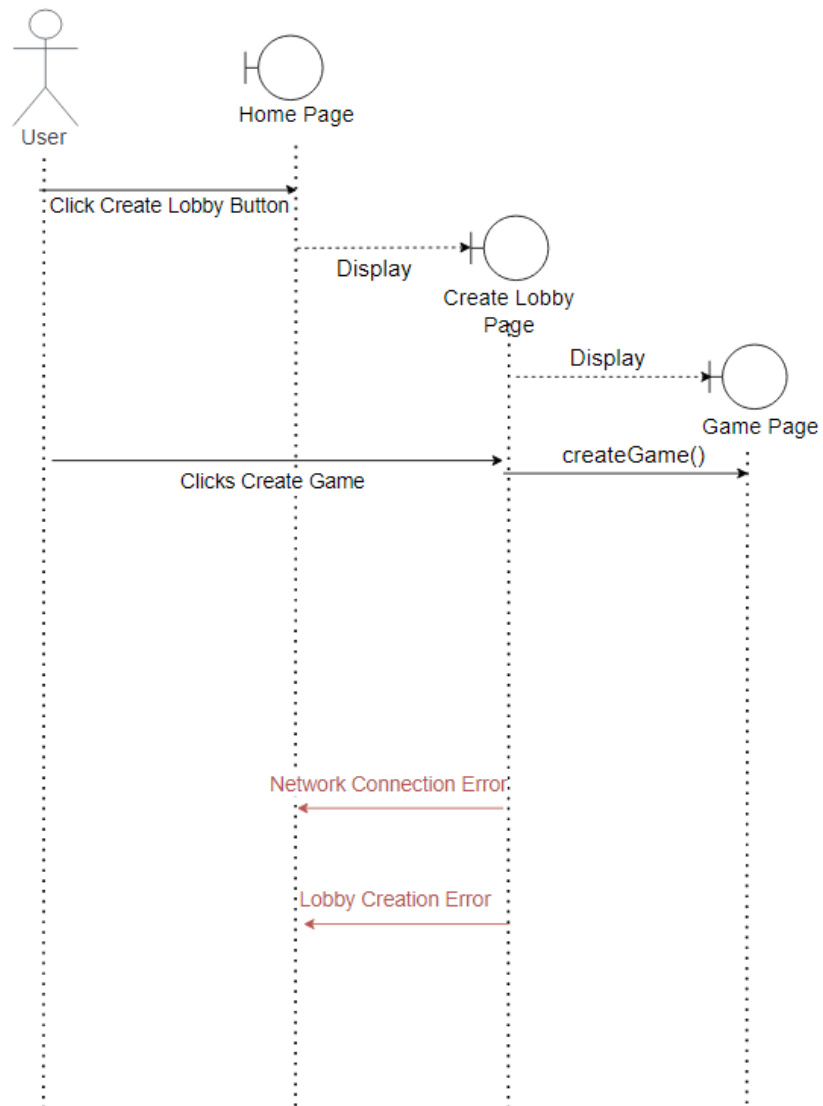 Home Page
User
Click Create Lobby Button
Display
Create Lobby
Page
Display
Game Page
createGame()
Clicks Create Game
Network Connection Error
Lobby Creation Error